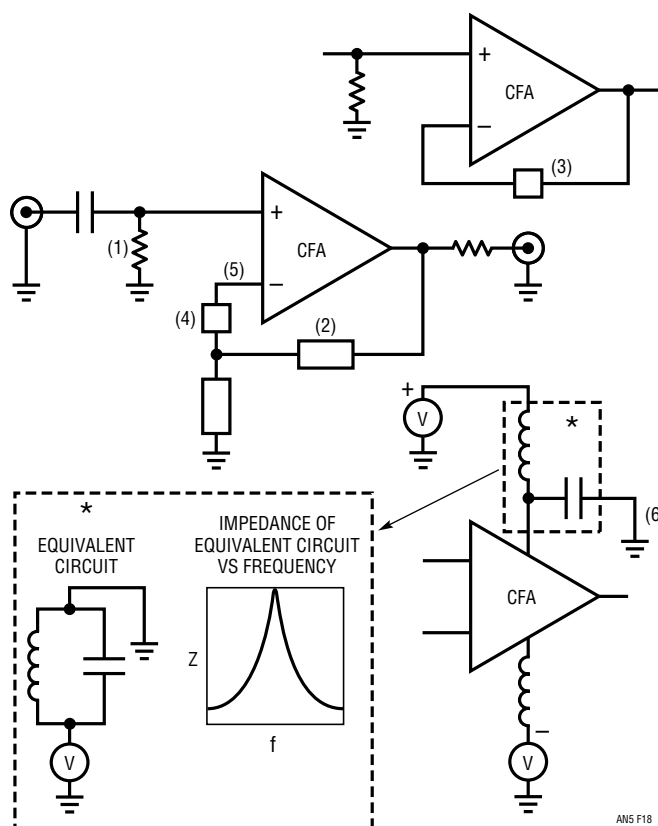 +
CFA
−
(3)
(1)
+
CFA
(5)
−
(4)
(2)
+
V
*
(6
CFA
−
V
*
EQUIVALENT
CIRCUIT
V
IMPEDANCE OF
EQUIVALENT CIRCUIT
VS FREQUENCY
Z
f
AN5 F18